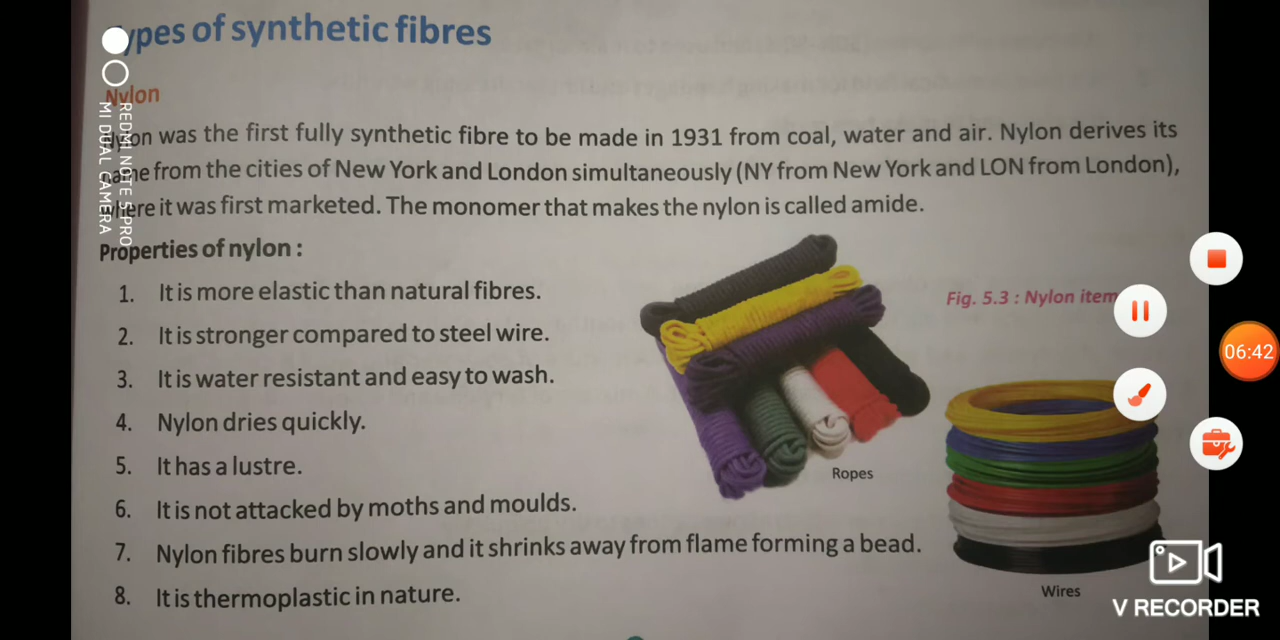 ypes of synthetic fibres
Nylon
Nylon was the first fully synthetic fibre to be made in 1931 from coal, water and air. Nylon derives its
name from the cities of New York and London simultaneously (NY from New York and LON from London),
where it was first marketed. The monomer that makes the nylon is called amide.
Properties of nylon :
1. It is more elastic than natural fibres.
2. It is stronger compared to steel wire.
3. It is water resistant and easy to wash.
4. Nylon dries quickly.
5. It has a lustre.
6. It is not attacked by moths and moulds.
7. Nylon fibres burn slowly and it shrinks away from flame forming a bead.
8. It is thermoplastic in nature.
Fig. 5.3 : Nylon item
Ropes
Wires
REDMI NOTE 5 PRO
MI DUAL CAMERA
06:42
V RECORDER